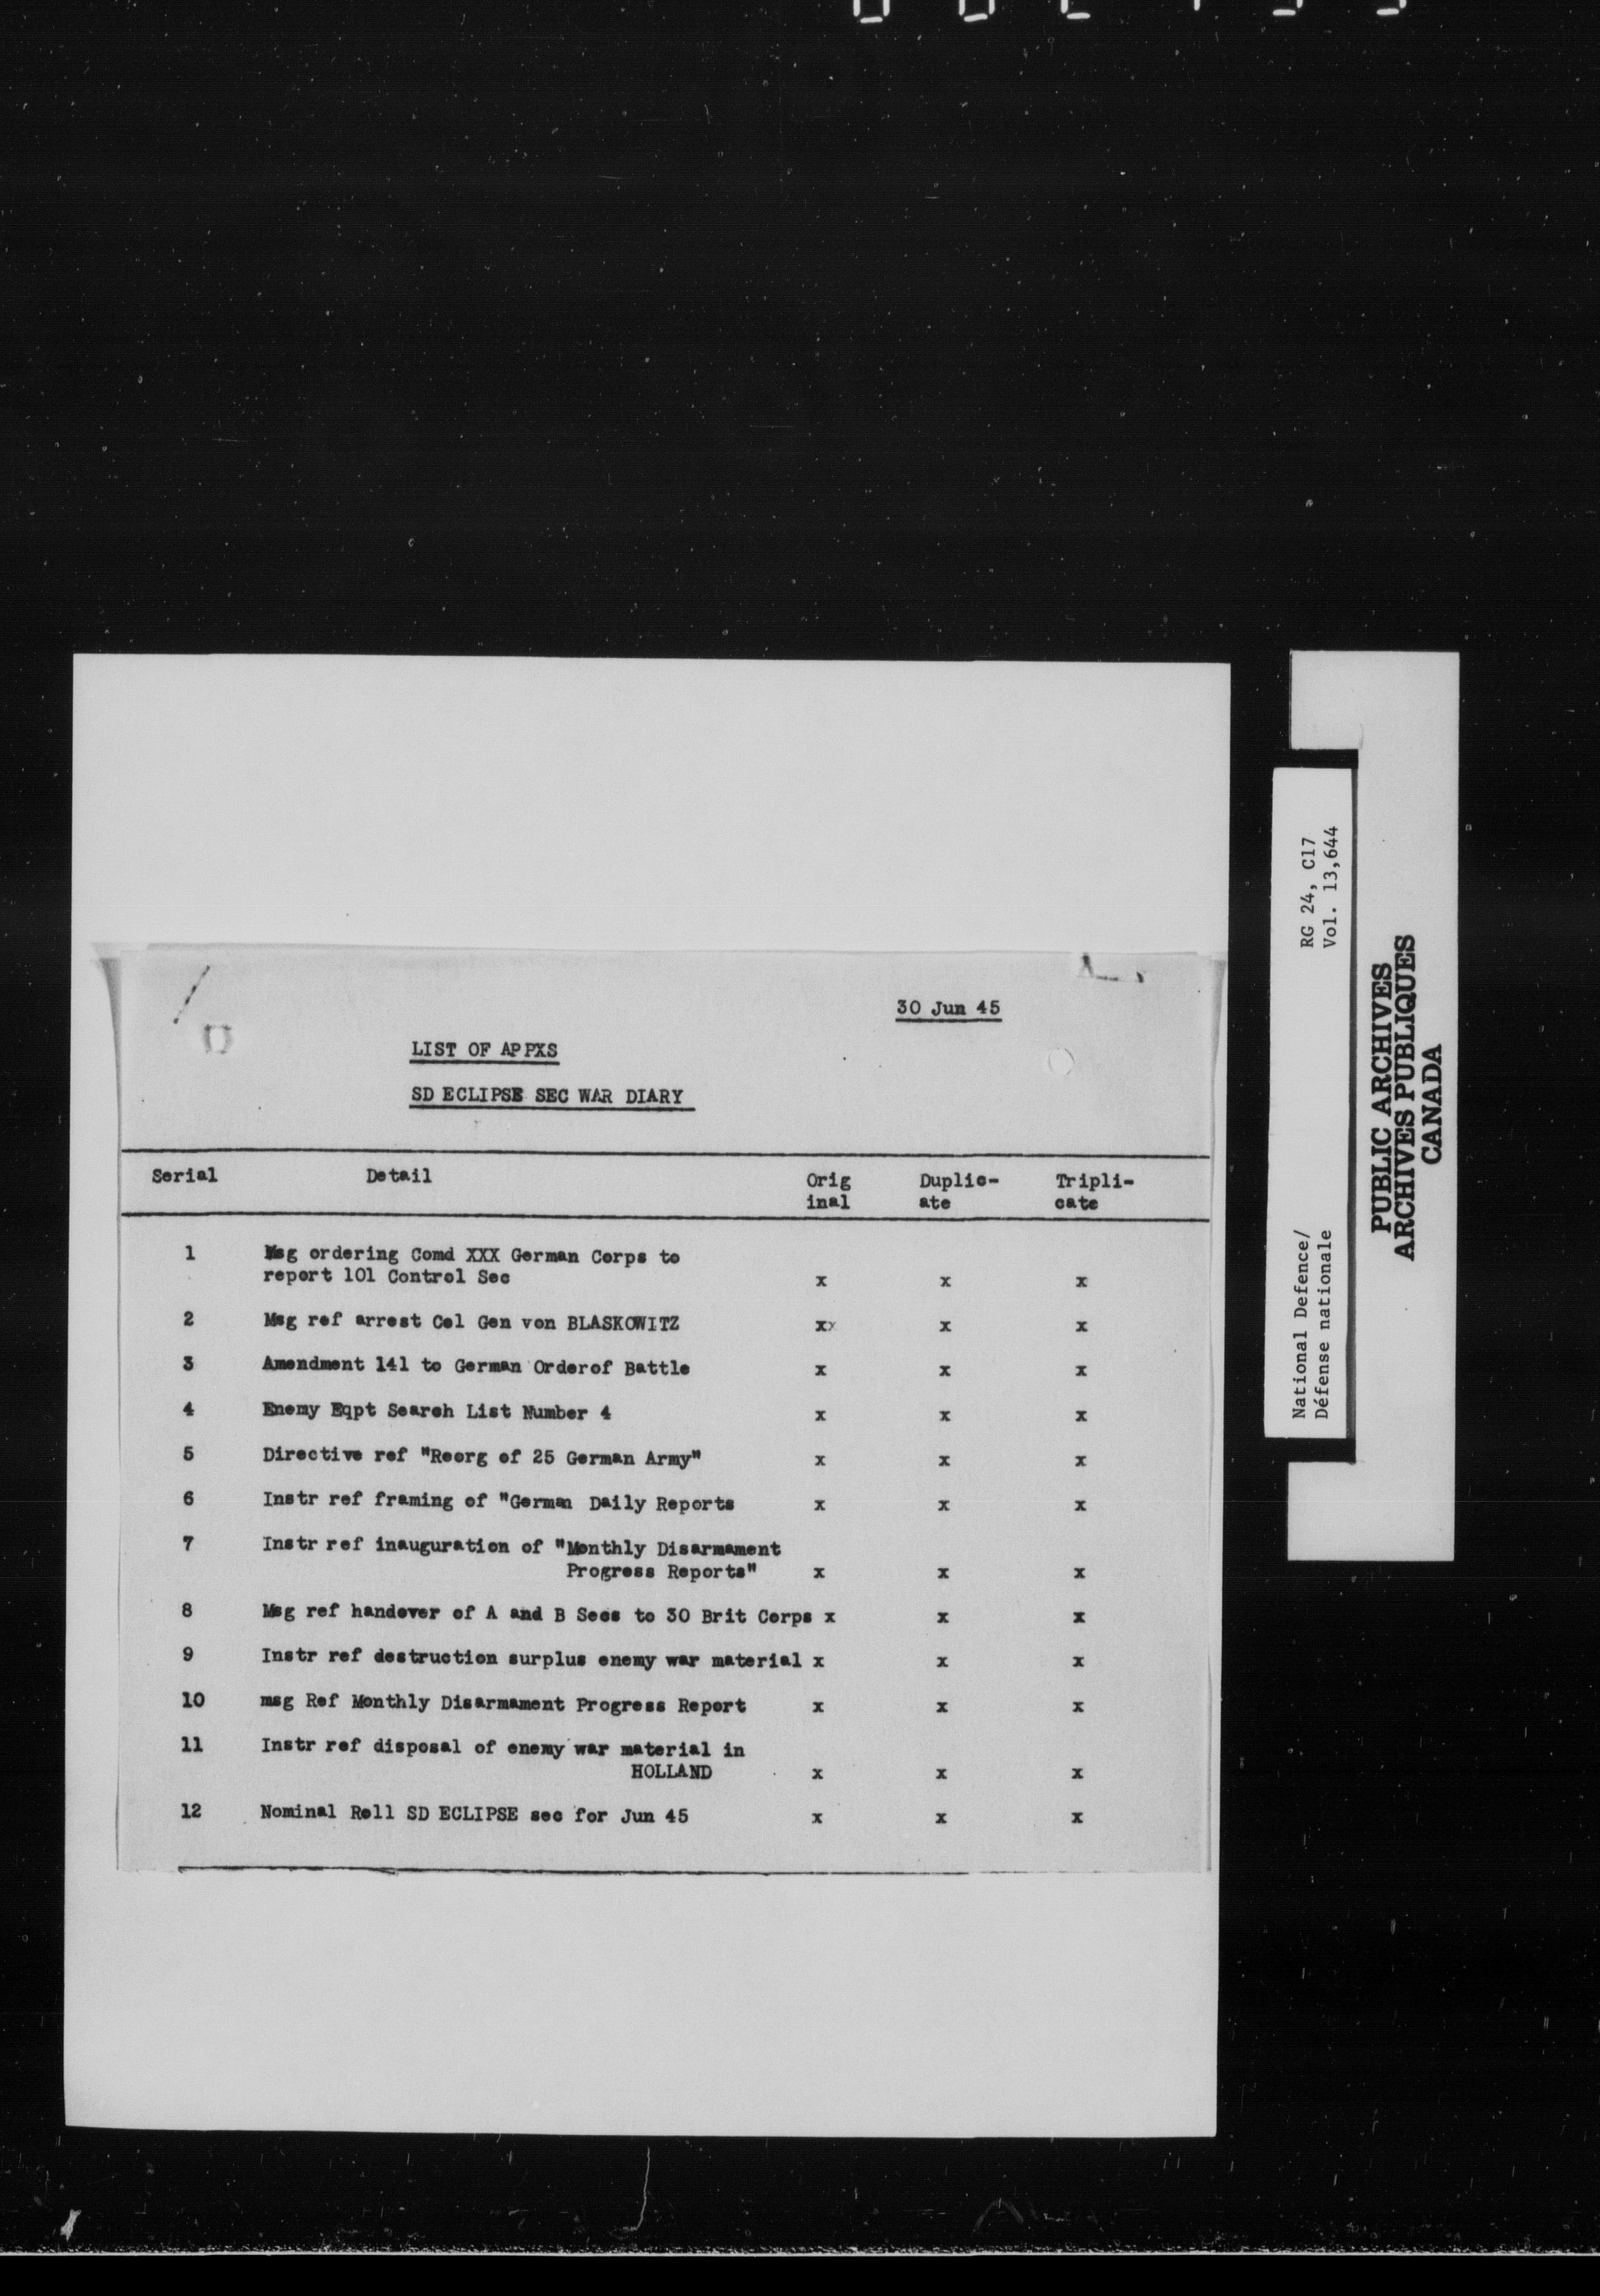 30 Jun 45
LIST OF APPXS
SD ECLIPSE SEC WAR DIARY
Serial Detail Orig Duplic- Tripli-
inal ate cate
1 Msg ordering Comd XXX German Corps to
report 101 Control Sec x x x
2 Msg ref arrest Col Gen von BLASKOWITZ xx x x
3 Amendment 141 to German Orderof Battle x x x
4 Enemy Eqpt Search List Number 4 x x x
5 Directive ref "Reorg of 25 German Army" x x x
6 Instr ref framing of "German Daily Reports x x x
7 Instr ref inauguration of "Monthly Disarmament
Progress Reports" x x x
8 Msg ref handover of A and B Secs to 30 Brit Corps x x x
9 Instr ref destruction surplus enemy war material x x x
10 msg Ref Monthly Disarmament Progress Report x x x
11 Instr ref disposal of enemy war material in
HOLLAND x x x
12 Nominal Roll SD ECLIPSE sec for Jun 45 x x x
National Defence/ RG 24, C17
Défense nationale Vol. 13,644
PUBLIC ARCHIVES
ARCHIVES PUBLIQUES
CANADA